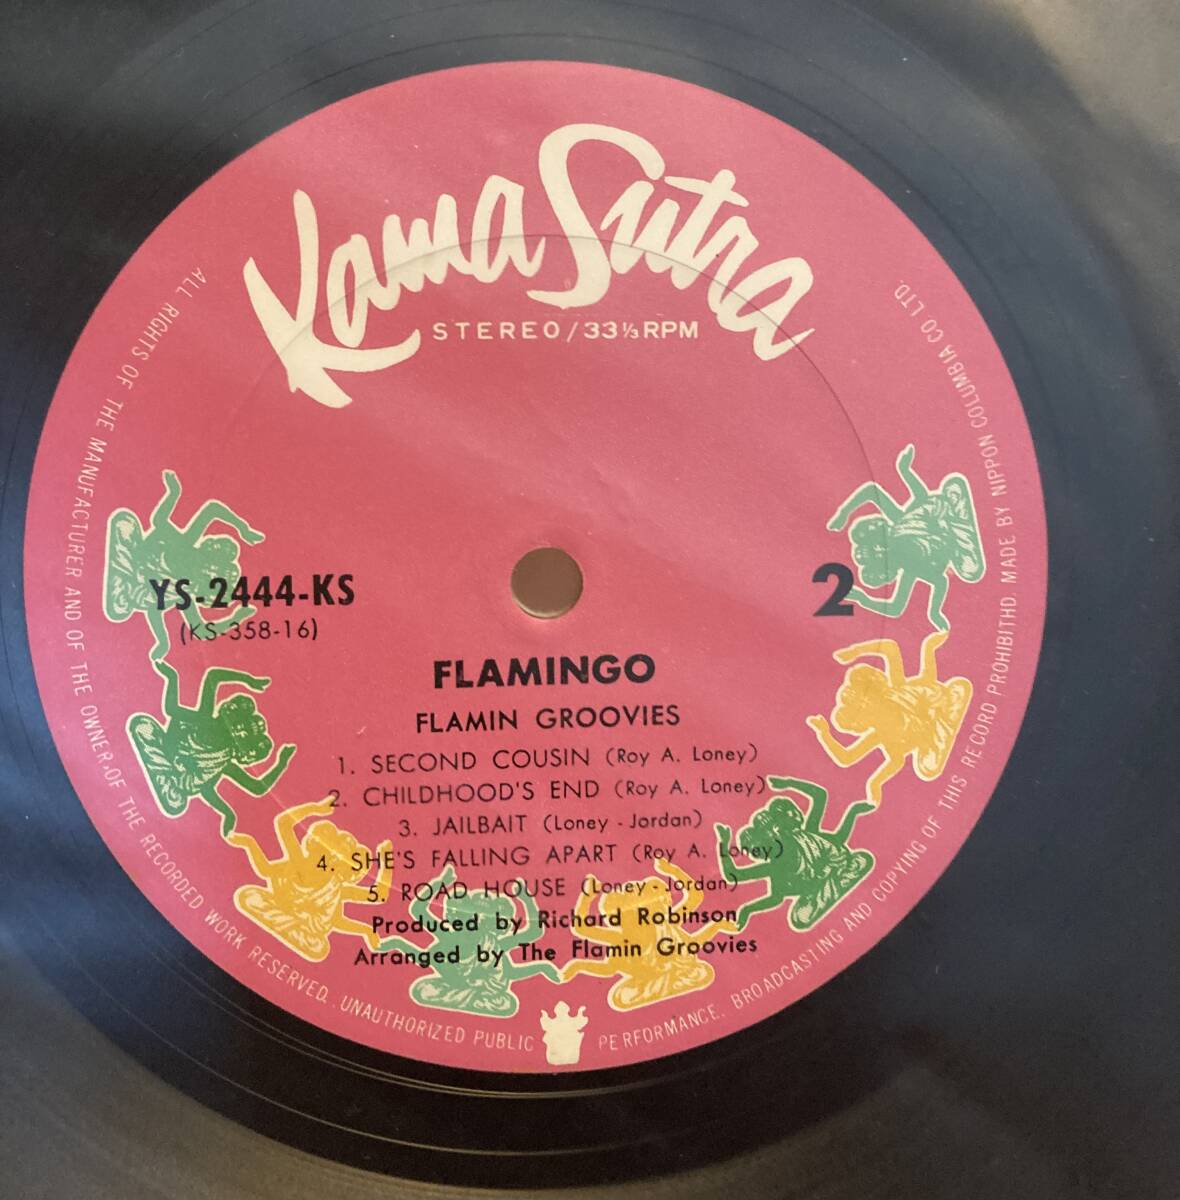 Kama Sutra
STEREO/33⅓RPM
YS-2444-KS
(KS-358-16)
2
FLAMINGO
FLAMIN GROOVIES
1. SECOND COUSIN (Roy A. Loney)
2. CHILDHOOD'S END (Roy A. Loney)
3. JAILBAIT (Loney - Jordan)
4. SHE'S FALLING APART (Roy A. Loney)
5. ROAD HOUSE (Loney - Jordan)
Produced by Richard Robinson
Arranged by The Flamin Groovies
ALL RIGHTS OF THE MANUFACTURER AND OF THE OWNER OF THE RECORDED WORK RESERVED. UNAUTHORIZED PUBLIC PERFORMANCE. BROADCASTING AND COPYING OF THIS RECORD PROHIBITHD. MADE BY NIPPON COLUMBIA CO LTD.